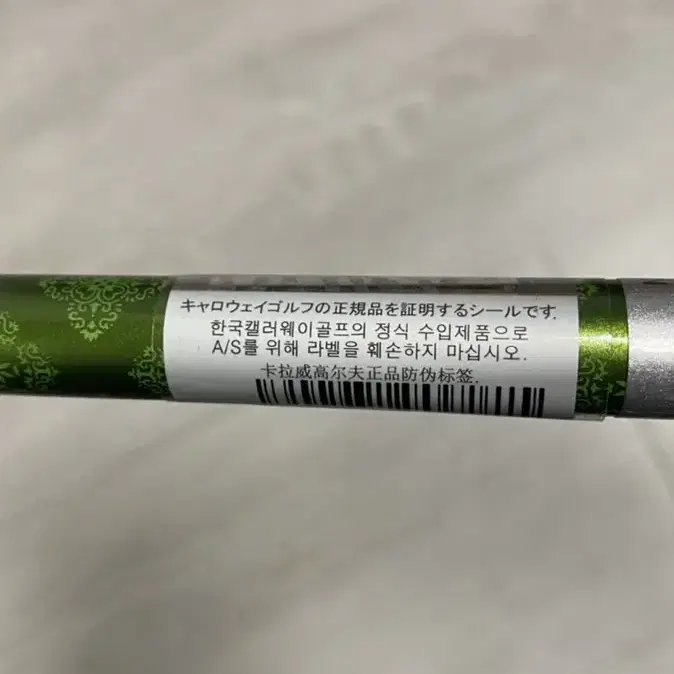 キャロウェイゴルフの正規品を証明するシールです.
한국캘러웨이골프의 정식 수입제품으로
A/S를 위해 라벨을 훼손하지 마십시오.
卡拉威高尔夫正品防伪标签.